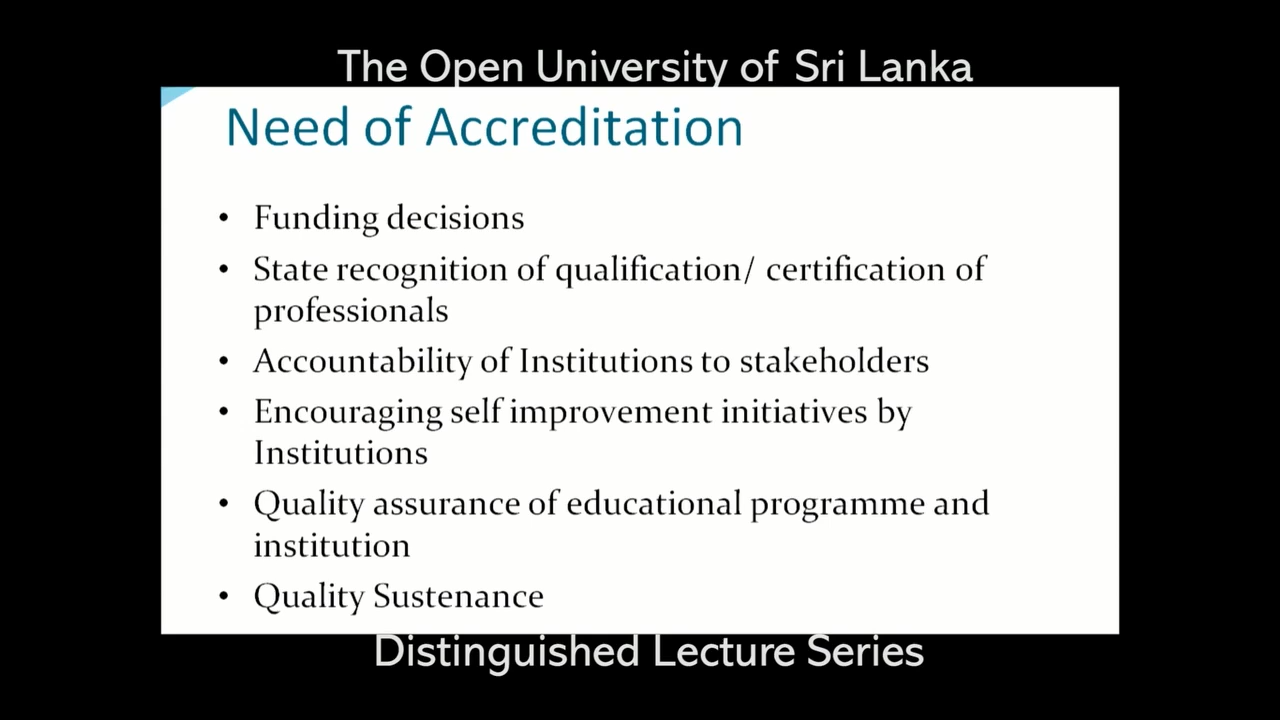 The Open University of Sri Lanka
Need of Accreditation
• Funding decisions
• State recognition of qualification/ certification of
professionals
• Accountability of Institutions to stakeholders
• Encouraging self improvement initiatives by
Institutions
• Quality assurance of educational programme and
institution
• Quality Sustenance
Distinguished Lecture Series